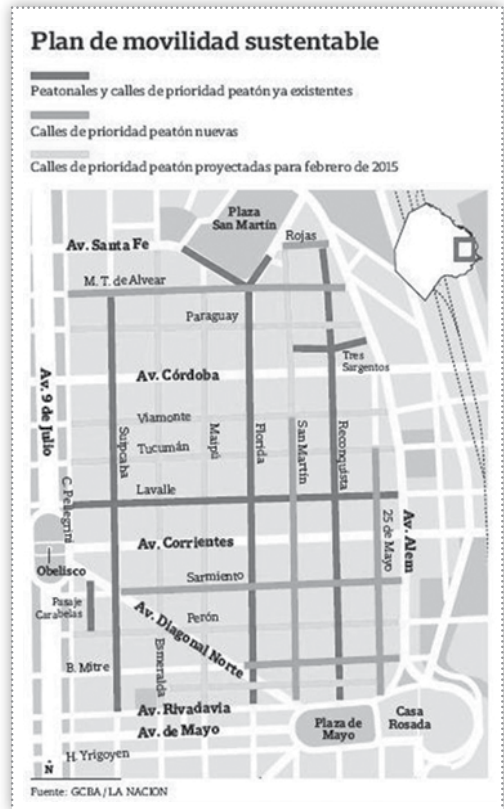 Plan de movilidad sustentable
Peatonales y calles de prioridad peatón ya existentes
Calles de prioridad peatón nuevas
Calles de prioridad peatón proyectadas para febrero de 2015
Plaza
San Martín
Rojas
Av. Santa Fe
M. T. de Alvear
Paraguay
Tres
Sargentos
Av. 9 de Julio
Av. Córdoba
Viamonte
Tucumán
Suipcaha
Maipú
Florida
San Martín
Reconquista
C. Pellegrini
Lavalle
25 de Mayo
Av. Alem
Av. Corrientes
Obelisco
Sarmiento
Pasaje
Carabelas
Av. Diagonal Norte
Perón
B. Mitre
Esmeralda
Av. Rivadavia
Av. de Mayo
Plaza de
Mayo
Casa
Rosada
H. Yrigoyen
N
Fuente: GCBA / LA NACION